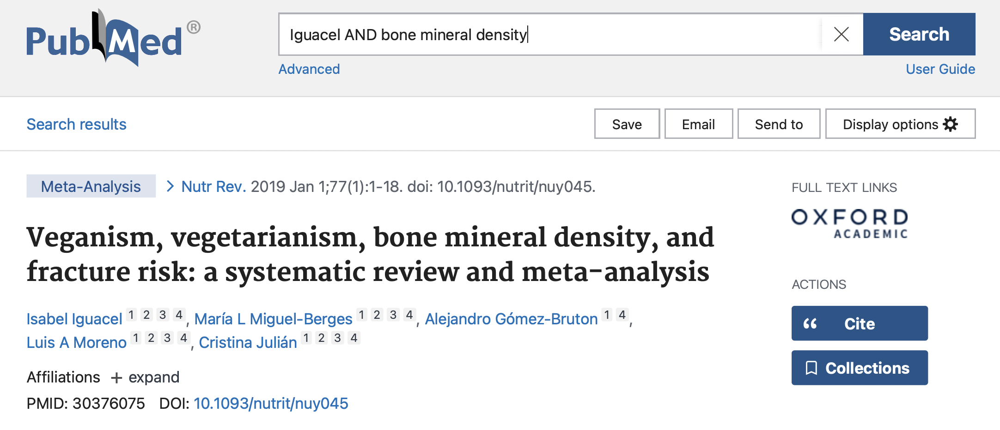 PubMed®
Iguacel AND bone mineral density
Search
Advanced
User Guide
Search results
Save
Email
Send to
Display options
Meta-Analysis > Nutr Rev. 2019 Jan 1;77(1):1-18. doi: 10.1093/nutrit/nuy045.
Veganism, vegetarianism, bone mineral density, and
fracture risk: a systematic review and meta-analysis
Isabel Iguacel 1 2 3 4, María L Miguel-Berges 1 2 3 4, Alejandro Gómez-Bruton 1 4,
Luis A Moreno 1 2 3 4, Cristina Julián 1 2 3 4
Affiliations + expand
PMID: 30376075 DOI: 10.1093/nutrit/nuy045
FULL TEXT LINKS
OXFORD
ACADEMIC
ACTIONS
“ Cite
Collections